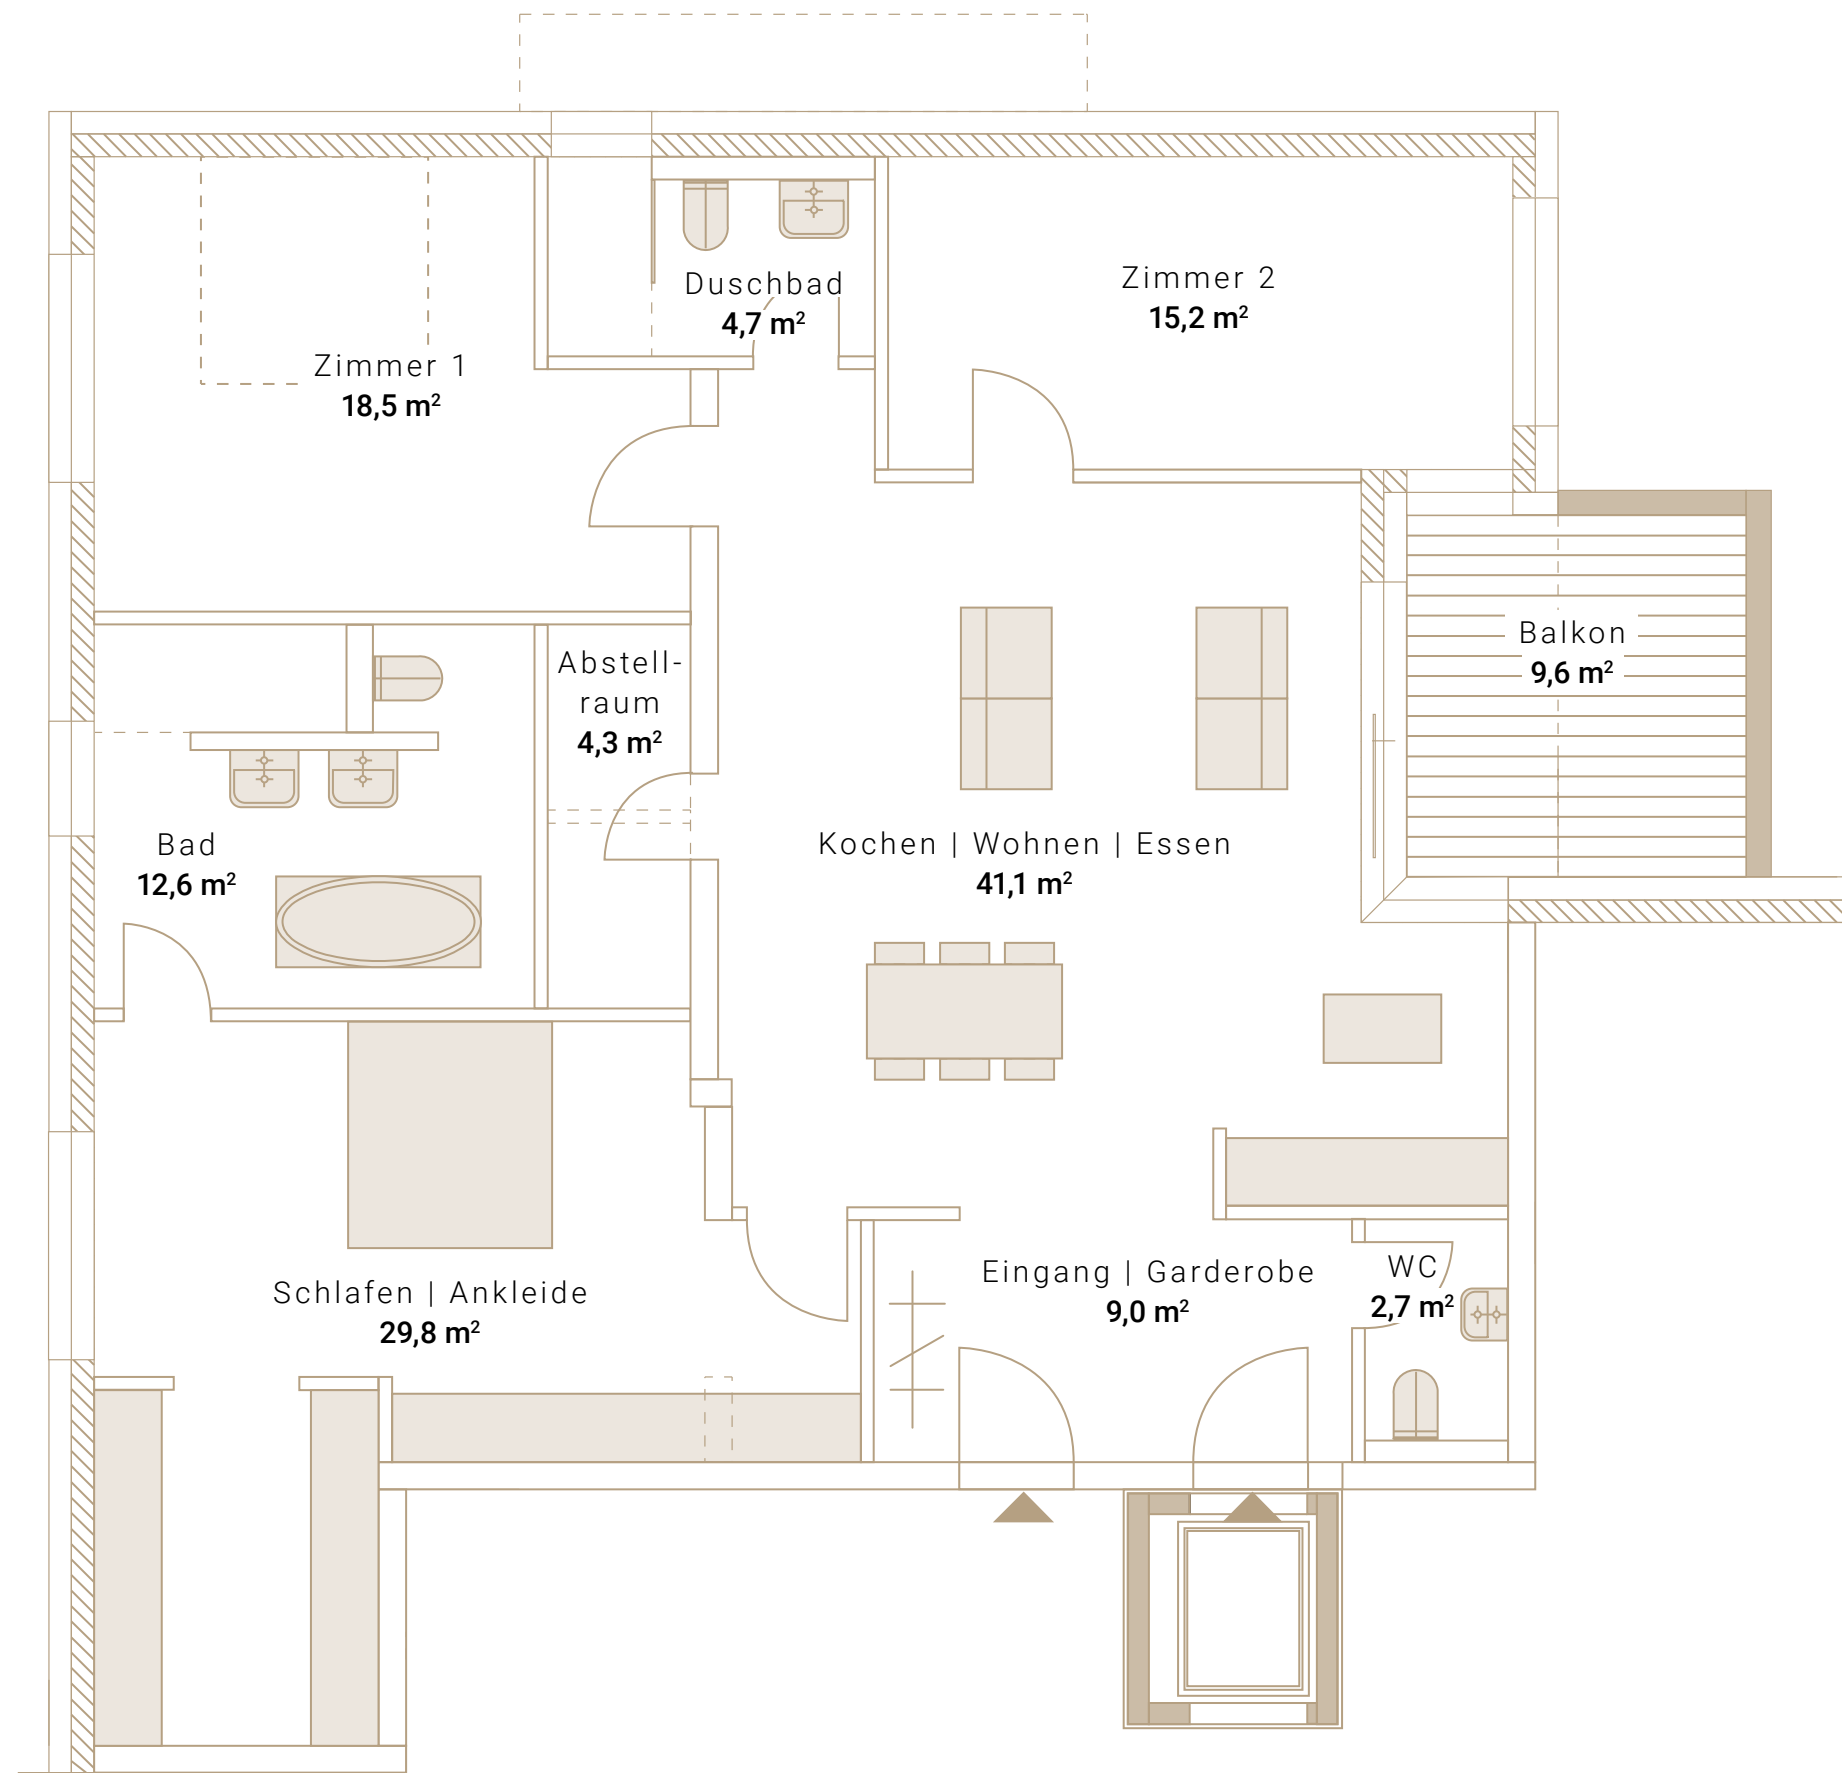 Duschbad
4,7 m²
Zimmer 2
15,2 m²
Zimmer 1
18,5 m²
Balkon
9,6 m²
Abstell-
raum
4,3 m²
Bad
12,6 m²
Kochen | Wohnen | Essen
41,1 m²
Schlafen | Ankleide
29,8 m²
Eingang | Garderobe
9,0 m²
WC
2,7 m²